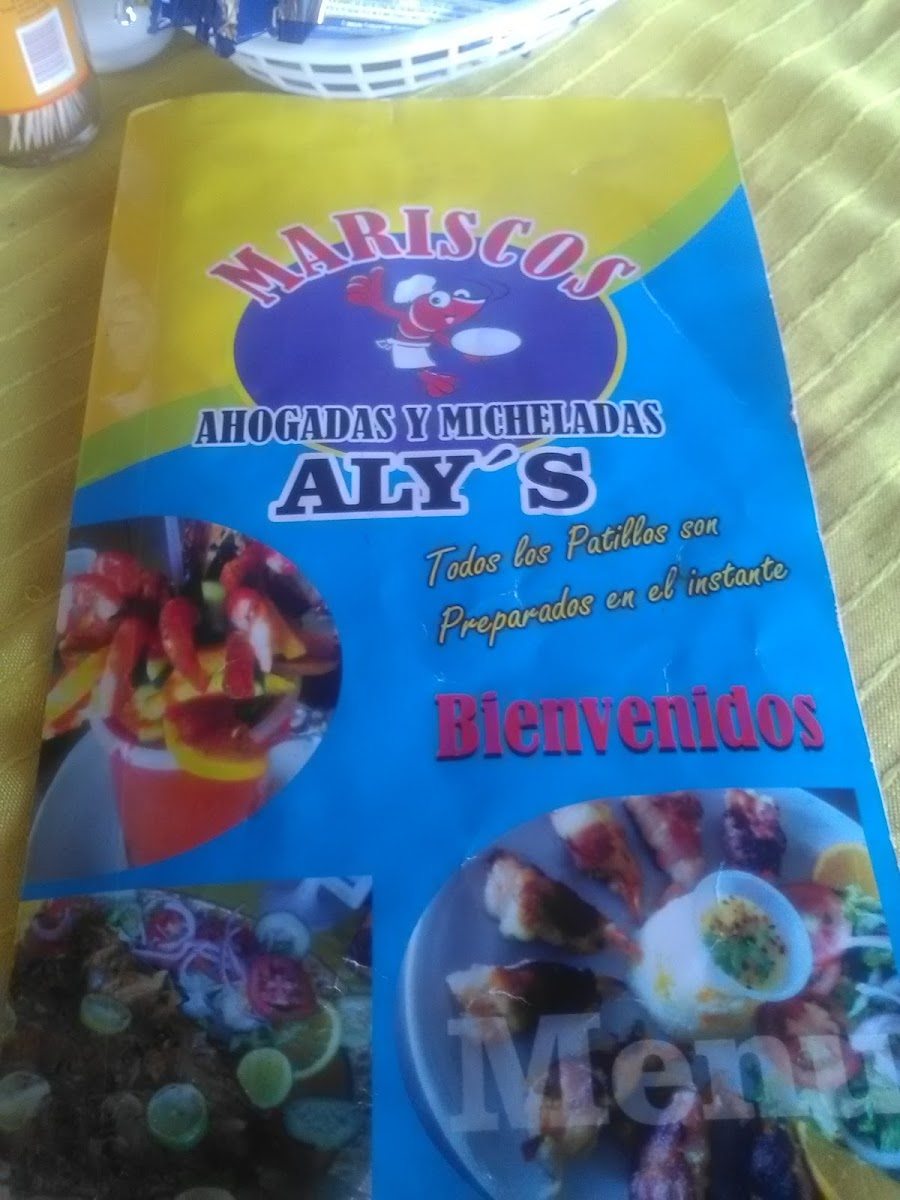 MARISCOS
AHOGADAS Y MICHELADAS
ALY´S
Todos los Patillos son
Preparados en el instante
Bienvenidos
Menu